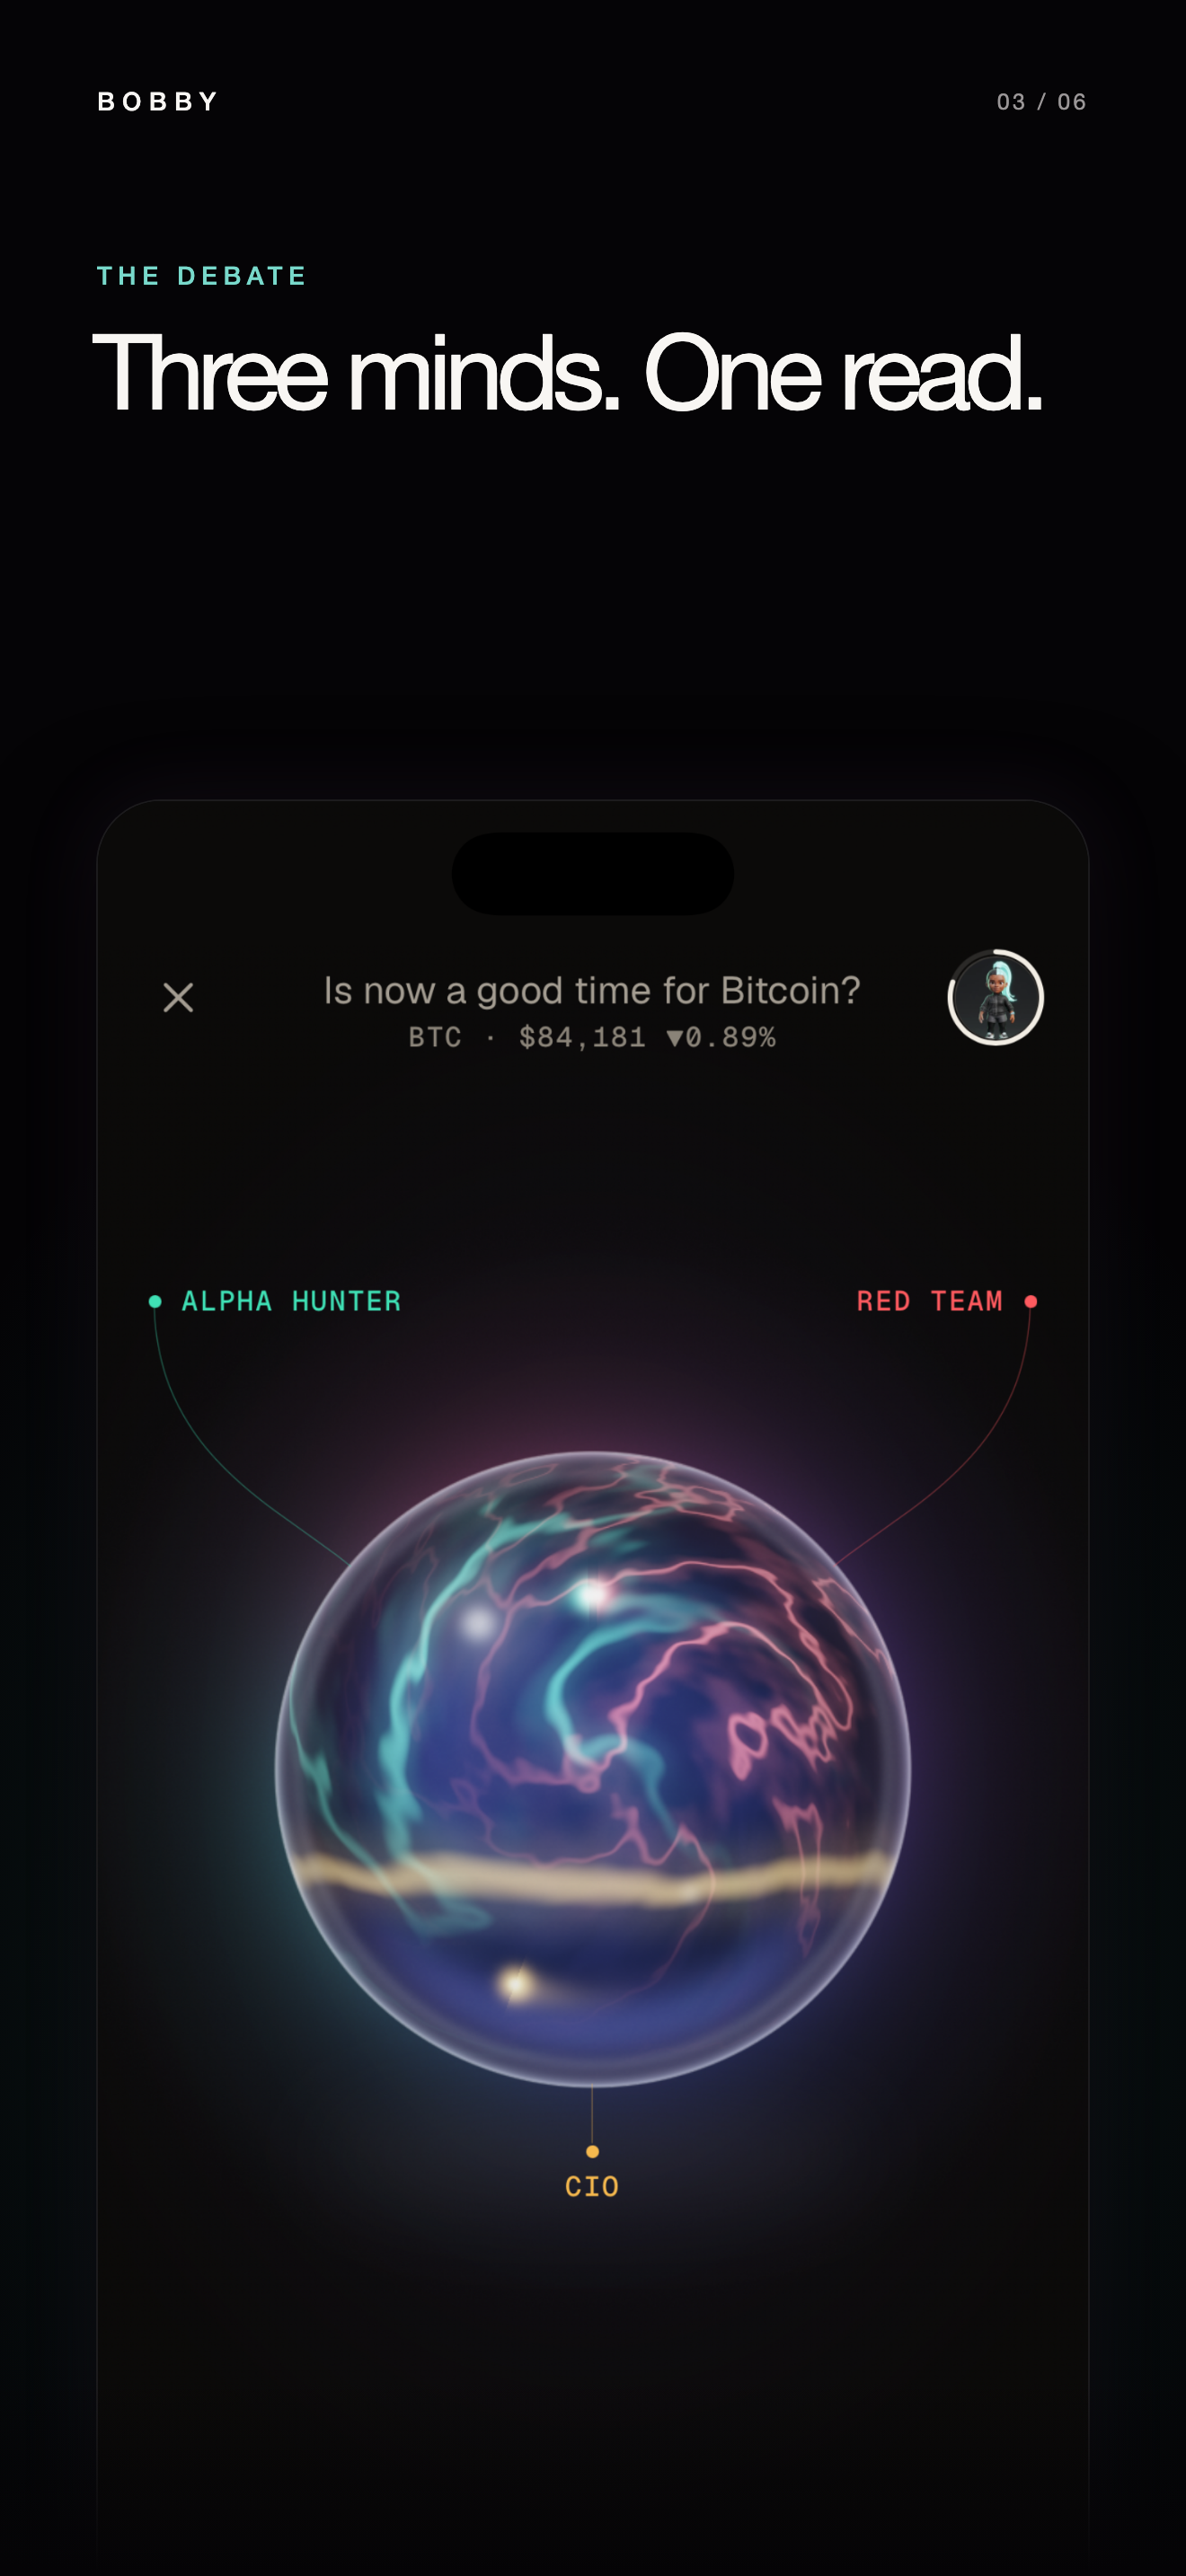 BOBBY
03 / 06
THE DEBATE
Three minds. One read.
Is now a good time for Bitcoin?
BTC · $84,181 ▼0.89%
ALPHA HUNTER
RED TEAM
CIO